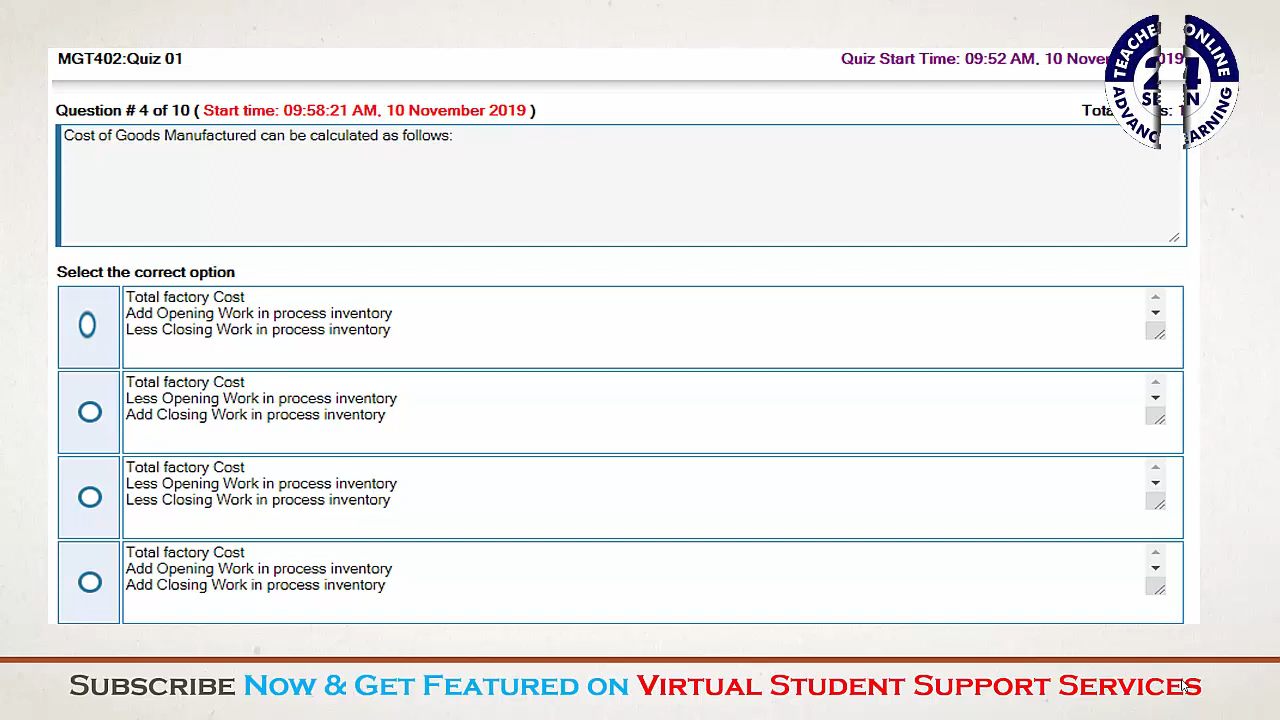 MGT402:Quiz 01
Quiz Start Time: 09:52 AM, 10 November 2019
Question # 4 of 10 ( Start time: 09:58:21 AM, 10 November 2019 )
Cost of Goods Manufactured can be calculated as follows:
Select the correct option
Total factory Cost
Add Opening Work in process inventory
Less Closing Work in process inventory
Total factory Cost
Less Opening Work in process inventory
Add Closing Work in process inventory
Total factory Cost
Less Opening Work in process inventory
Less Closing Work in process inventory
Total factory Cost
Add Opening Work in process inventory
Add Closing Work in process inventory
Subscribe Now & Get Featured on Virtual Student Support Services
ONLINE